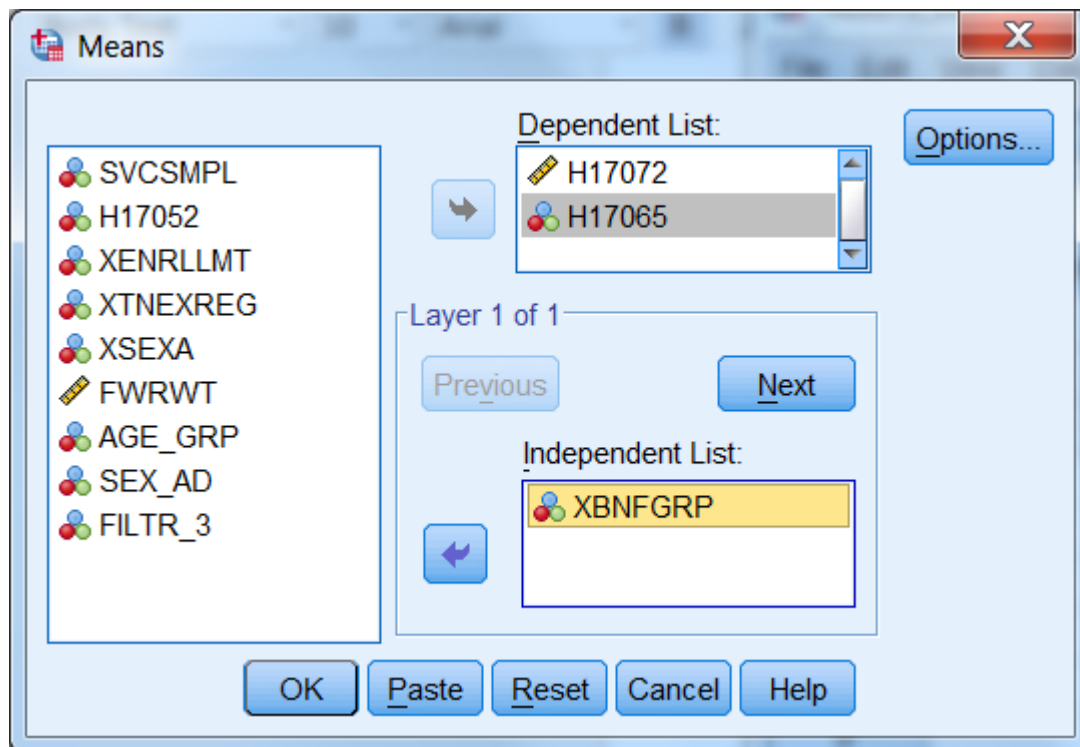 Means
Dependent List:
Options...
SVCSMPL
H17052
XENRLLMT
XTNEXREG
XSEXA
FWRWT
AGE_GRP
SEX_AD
FILTR_3
H17072
H17065
Layer 1 of 1
Previous
Next
Independent List:
XBNFGRP
OK
Paste
Reset
Cancel
Help